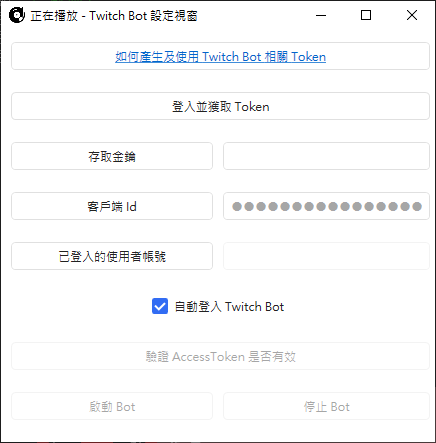 正在播放 - Twitch Bot 設定視窗
如何產生及使用 Twitch Bot 相關 Token
登入並獲取 Token
存取金鑰
客戶端 Id
已登入的使用者帳號
自動登入 Twitch Bot
驗證 AccessToken 是否有效
啟動 Bot
停止 Bot